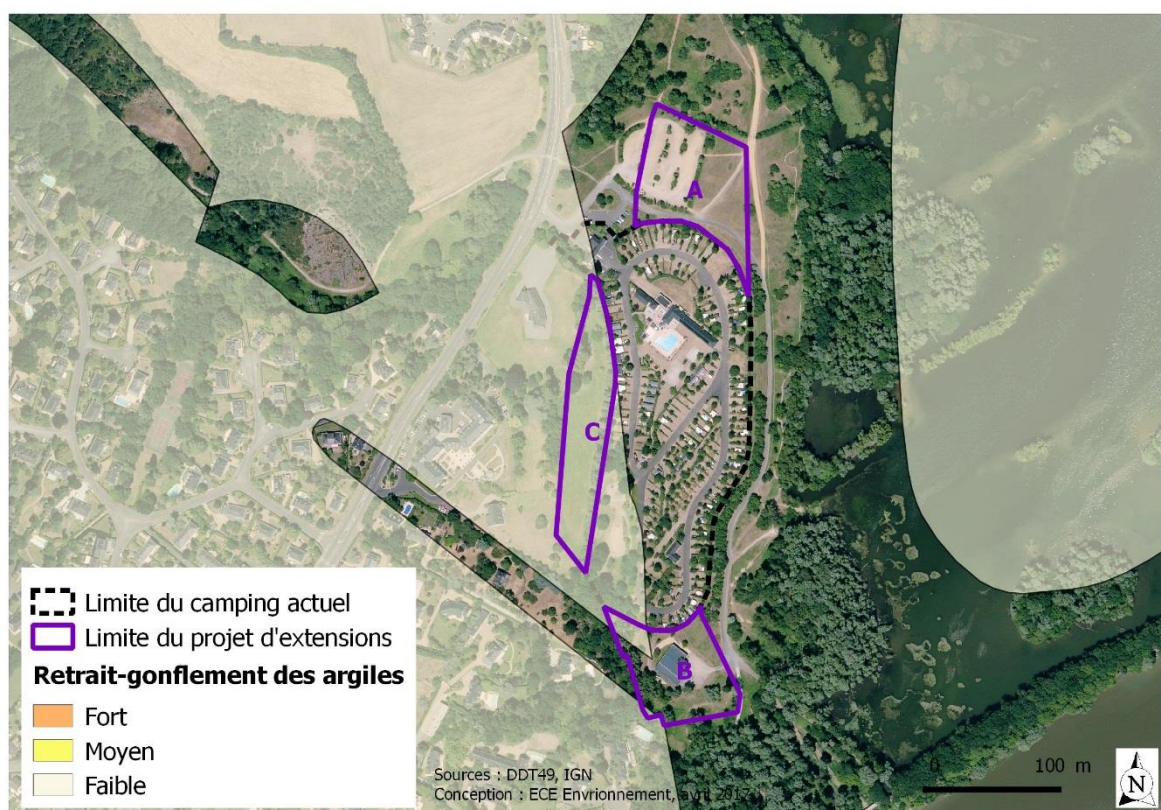 A
C
B
Limite du camping actuel
Limite du projet d'extensions
Retrait-gonflement des argiles
Fort
Moyen
Faible
Sources : DDT49, IGN
Conception : ECE Envrionnement, avril 2017
0 100 m
N